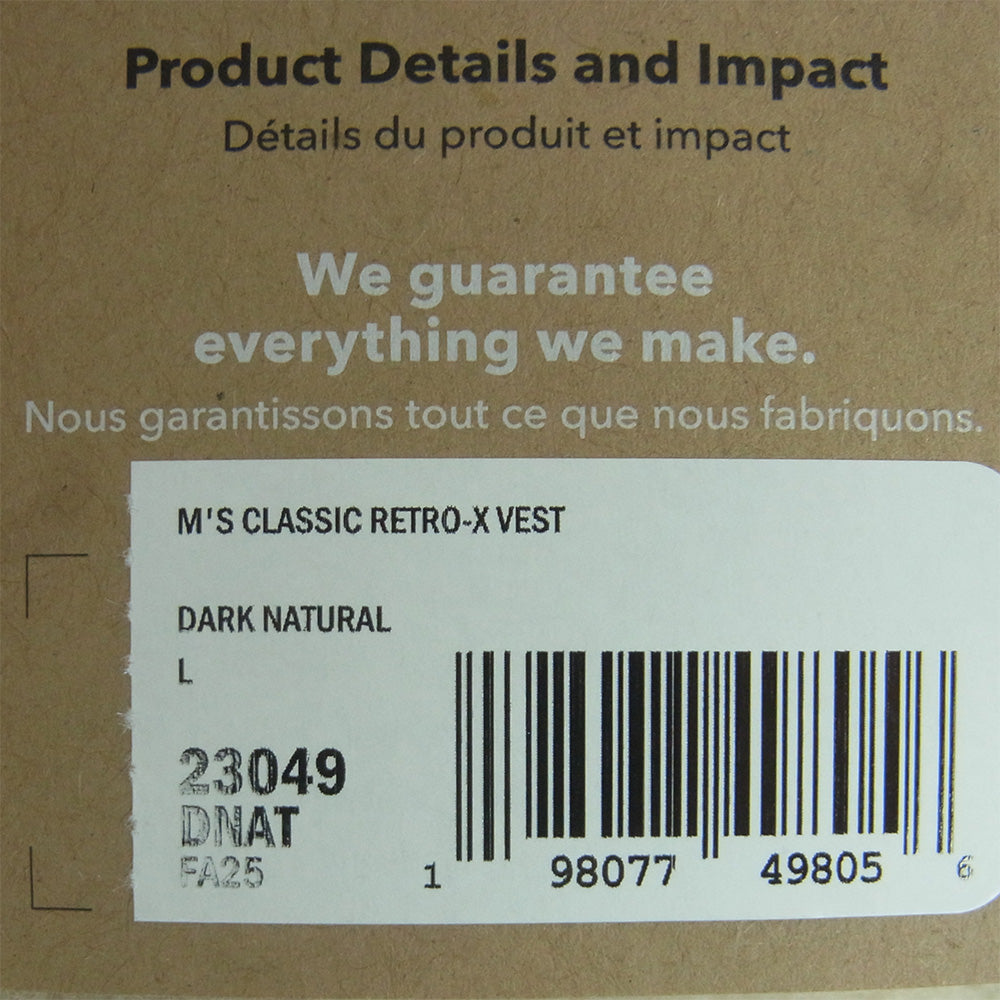 Product Details and Impact
Détails du produit et impact
We guarantee
everything we make.
Nous garantissons tout ce que nous fabriquons.
M'S CLASSIC RETRO-X VEST
DARK NATURAL
L
23049
DNAT
FA25
1 98077 49805 6